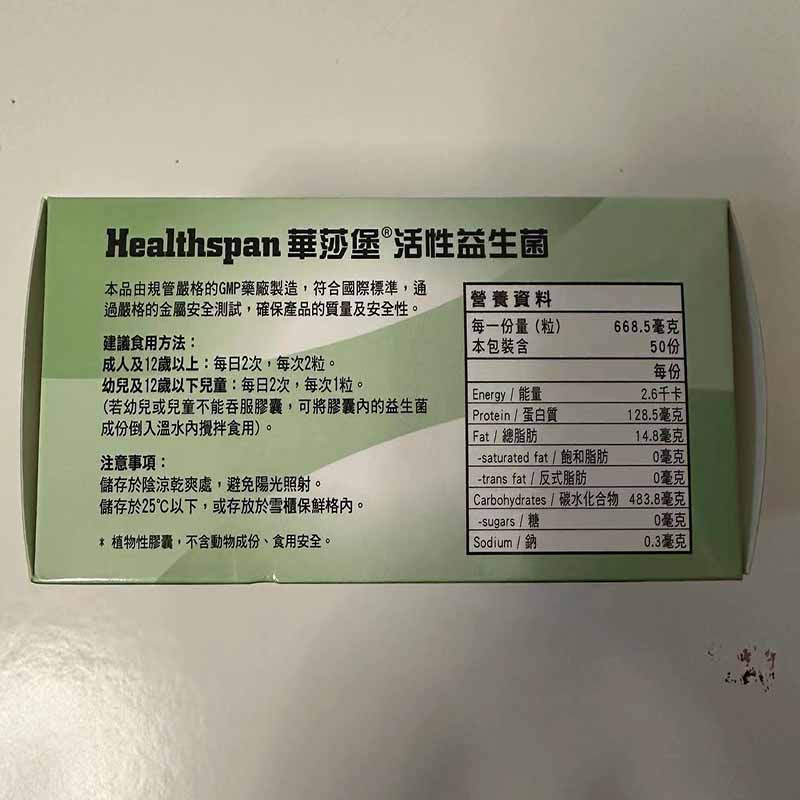 Healthspan 華莎堡®活性益生菌
本品由規管嚴格的GMP藥廠製造，符合國際標準，通
過嚴格的金屬安全測試，確保產品的質量及安全性。
建議食用方法：
成人及12歲以上：每日2次，每次2粒。
幼兒及12歲以下兒童：每日2次，每次1粒。
(若幼兒或兒童不能吞服膠囊，可將膠囊內的益生菌
成份倒入溫水內攪拌食用)。
注意事項：
儲存於陰涼乾爽處，避免陽光照射。
儲存於25℃以下，或存放於雪櫃保鮮格內。
* 植物性膠囊，不含動物成份、食用安全。
營養資料
每一份量 (粒) 668.5毫克
本包裝含 50份
每份
Energy / 能量 2.6千卡
Protein / 蛋白質 128.5毫克
Fat / 總脂肪 14.8毫克
-saturated fat / 飽和脂肪 0毫克
-trans fat / 反式脂肪 0毫克
Carbohydrates / 碳水化合物 483.8毫克
-sugars / 糖 0毫克
Sodium / 鈉 0.3毫克